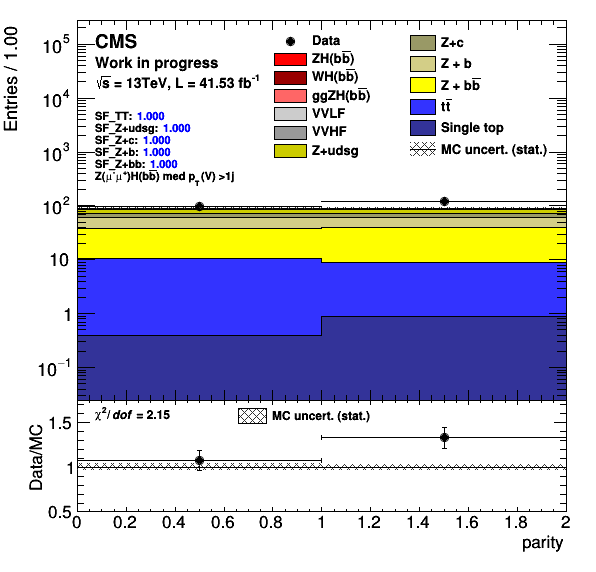 CMS
Work in progress
√s = 13TeV, L = 41.53 fb⁻¹
SF_TT: 1.000
SF_Z+udsg: 1.000
SF_Z+c: 1.000
SF_Z+b: 1.000
SF_Z+bb: 1.000
Z(μ⁻μ⁺)H(bb̅) med p_T(V) >1j
Data
ZH(bb̅)
WH(bb̅)
ggZH(bb̅)
VVLF
VVHF
Z+udsg
Z+c
Z + b
Z + bb̅
tt̅
Single top
MC uncert. (stat.)
Entries / 1.00
10⁵
10⁴
10³
10²
10
1
10⁻¹
χ²/dof = 2.15
MC uncert. (stat.)
Data/MC
1.5
1
0.5
0 0.2 0.4 0.6 0.8 1 1.2 1.4 1.6 1.8 2
parity